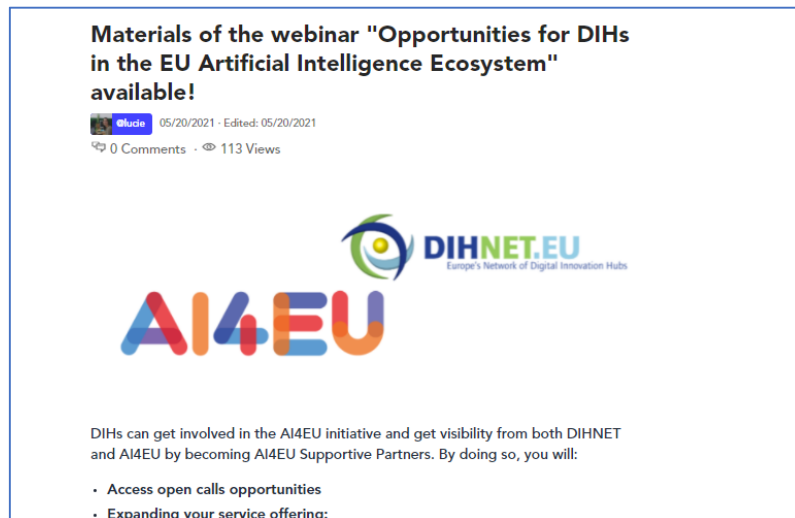 Materials of the webinar "Opportunities for DIHs
in the EU Artificial Intelligence Ecosystem"
available!
@lucie 05/20/2021 · Edited: 05/20/2021
0 Comments · 113 Views
DIHNET.EU
Europe's Network of Digital Innovation Hubs
AI4EU
DIHs can get involved in the AI4EU initiative and get visibility from both DIHNET
and AI4EU by becoming AI4EU Supportive Partners. By doing so, you will:
• Access open calls opportunities
• Expanding your service offering: